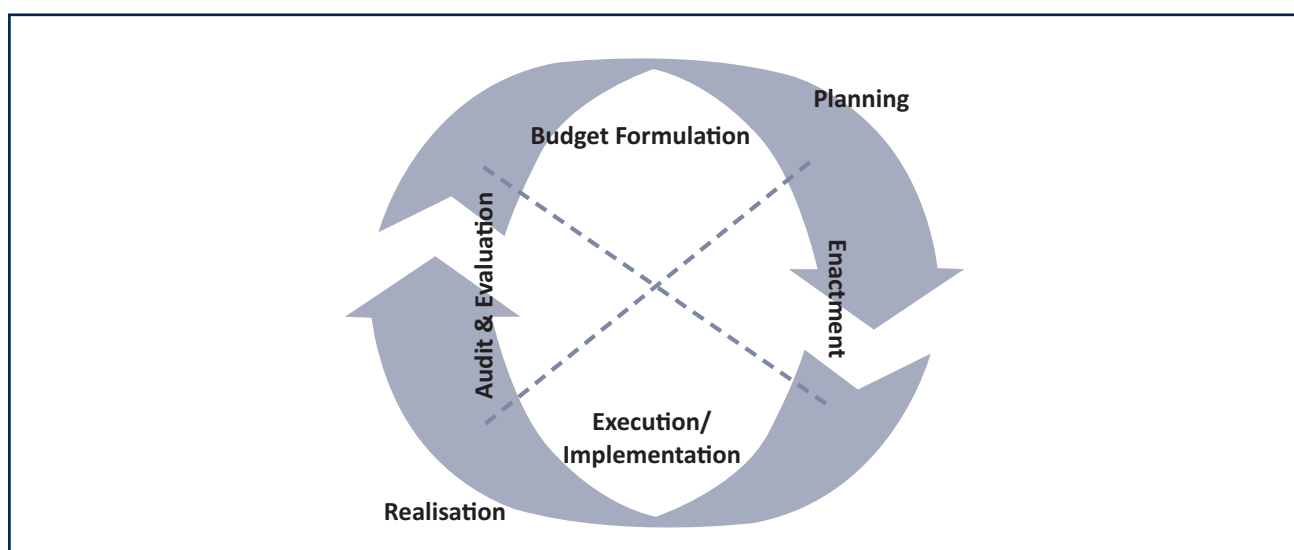 Planning
Budget Formulation
Audit & Evaluation
Enactment
Execution/
Implementation
Realisation